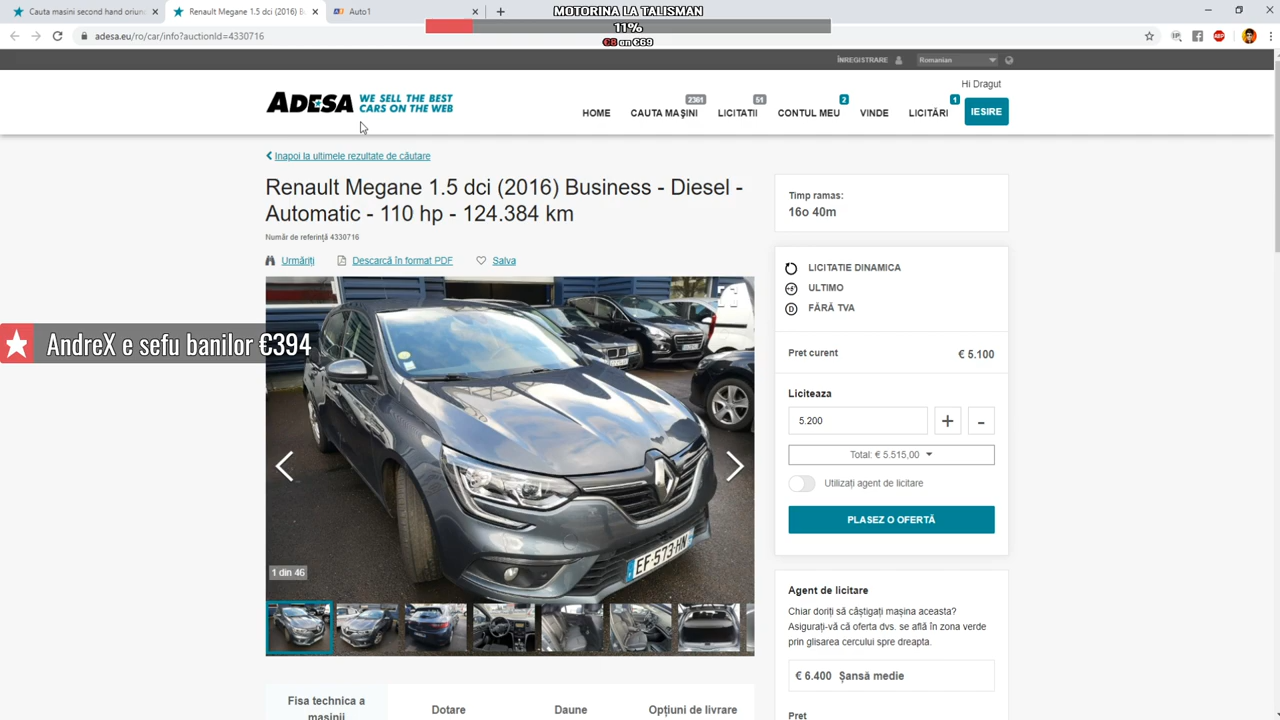 Cauta masini second hand oriunde
Renault Megane 1.5 dci (2016) B
Auto1
MOTORINA LA TALISMAN
11%
€8 an €69
adesa.eu/ro/car/info?auctionId=4330716
ÎNREGISTRARE
Romanian
Hi Dragut
ADESA WE SELL THE BEST
CARS ON THE WEB
HOME
CAUTA MAȘINI 2361
LICITATII 51
CONTUL MEU 2
VINDE
LICITĂRI 1
IESIRE
Inapoi la ultimele rezultate de căutare
Renault Megane 1.5 dci (2016) Business - Diesel -
Automatic - 110 hp - 124.384 km
Număr de referință 4330716
Urmăriți
Descarcă în format PDF
Salva
AndreX e sefu banilor €394
EF-573-HN
1 din 46
Fisa technica a
masinii
Dotare
Daune
Opțiuni de livrare
Timp ramas:
16o 40m
LICITATIE DINAMICA
ULTIMO
FĂRĂ TVA
Pret curent € 5.100
Liciteaza
5.200 + -
Total: € 5.515,00
Utilizați agent de licitare
PLASEZ O OFERTĂ
Agent de licitare
Chiar doriți să câștigați mașina aceasta?
Asigurați-vă că oferta dvs. se află în zona verde
prin glisarea cercului spre dreapta.
€ 6.400 Șansă medie
Preț